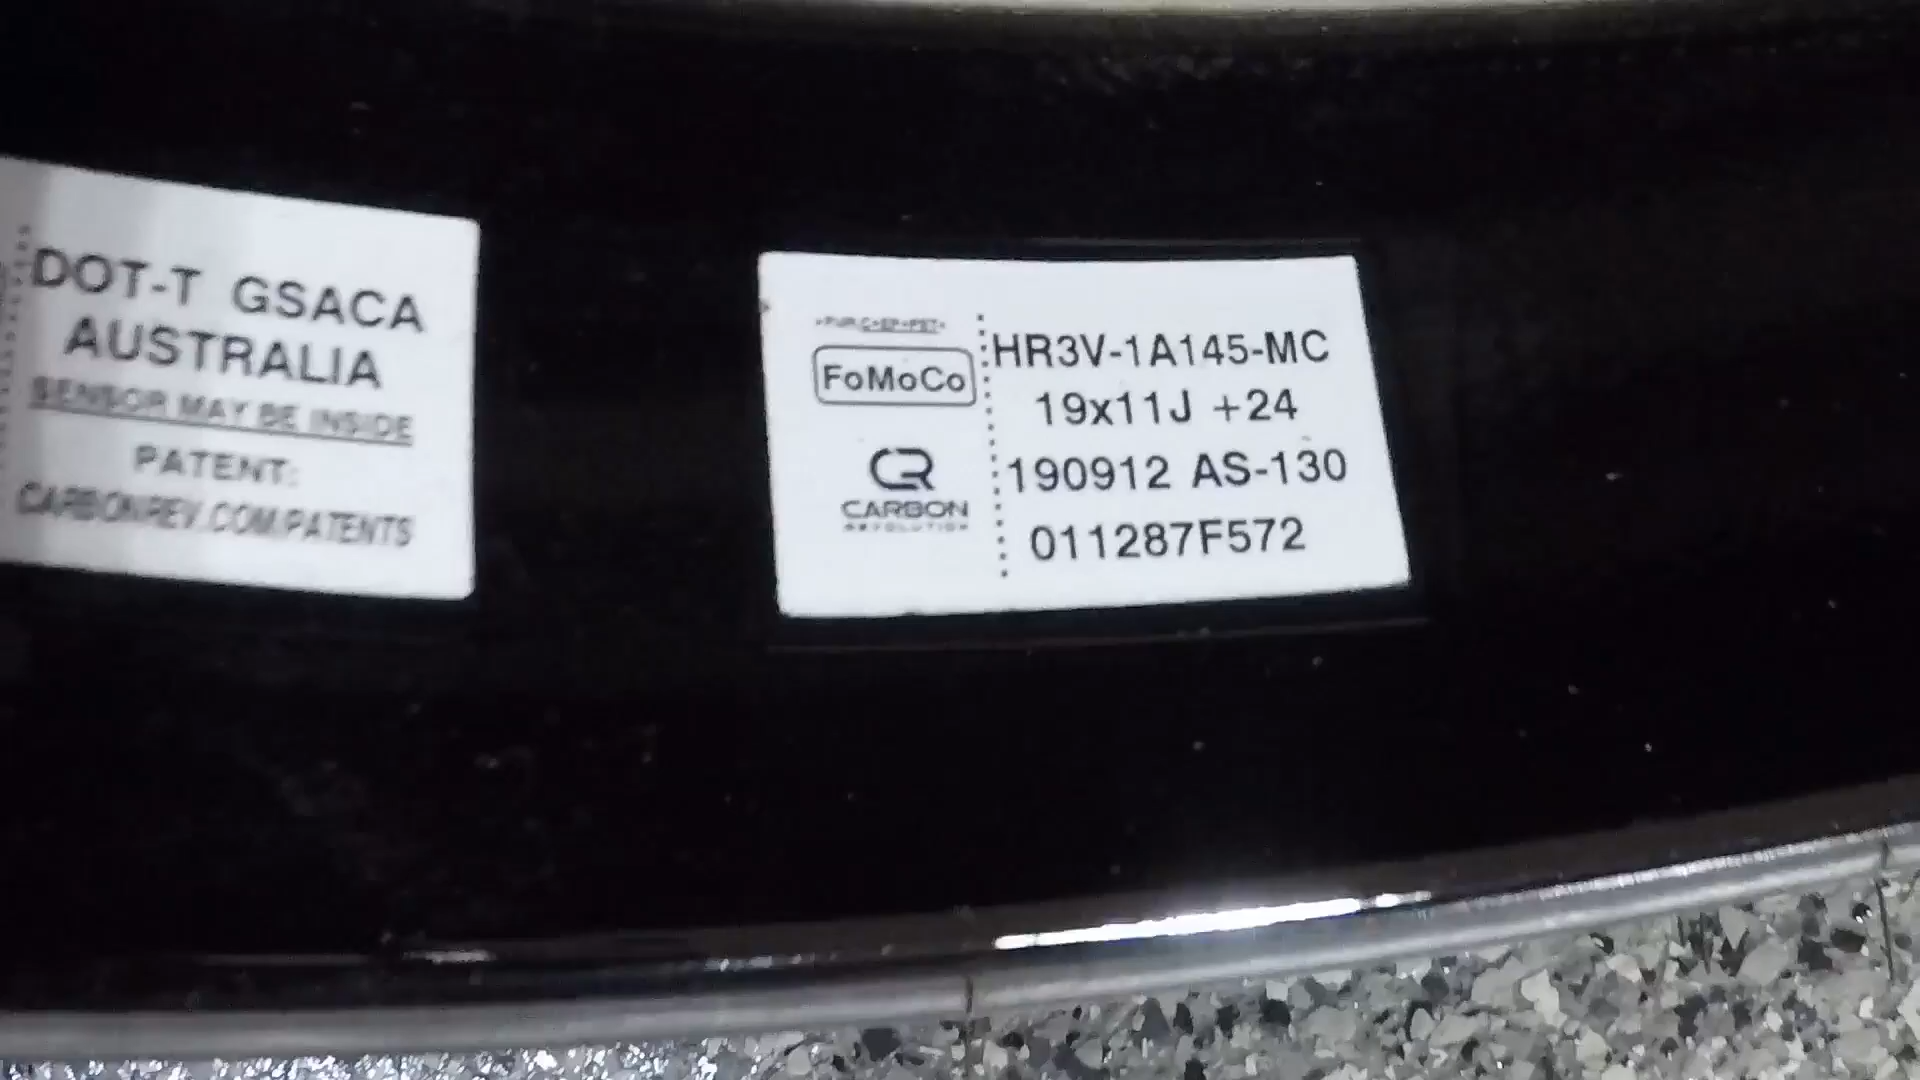 DOT-T GSACA
AUSTRALIA
SENSOR MAY BE INSIDE
PATENT:
CARBONREV.COM/PATENTS
FoMoCo
CR
CARBON
REVOLUTION
HR3V-1A145-MC
19x11J +24
190912 AS-130
011287F572